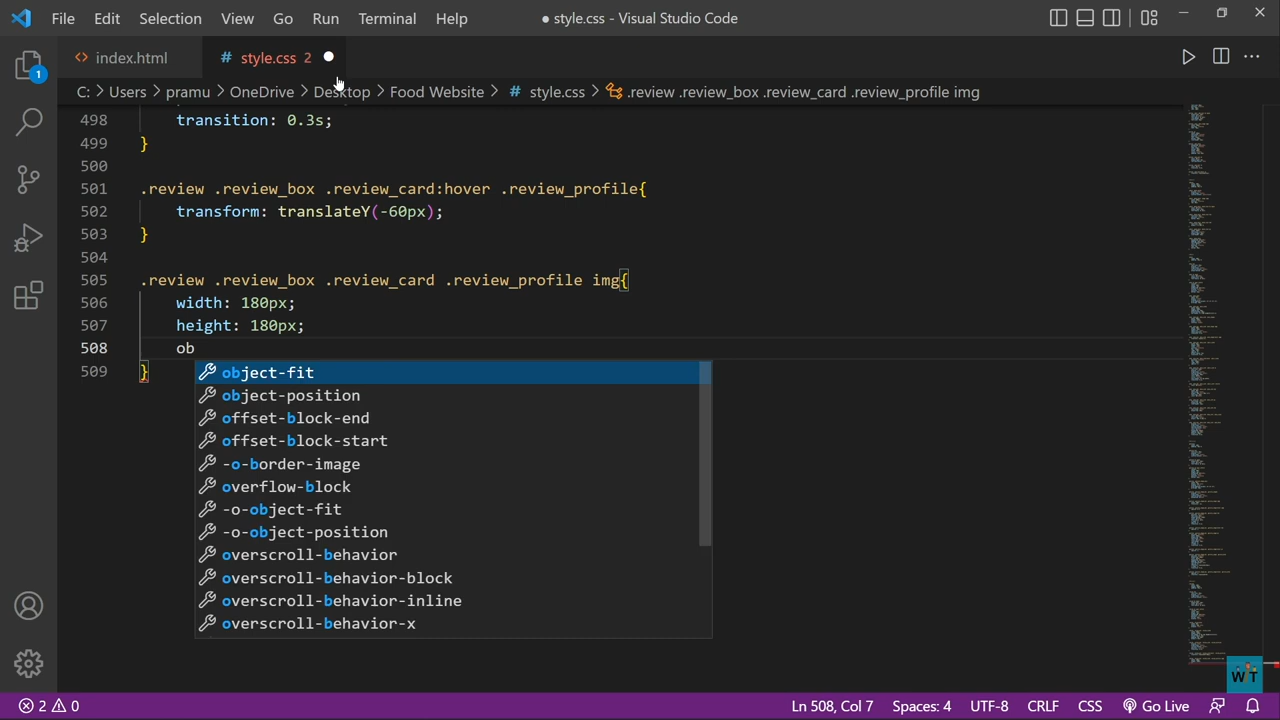 File Edit Selection View Go Run Terminal Help ● style.css - Visual Studio Code
<> index.html # style.css 2 ●
C: > Users > pramu > OneDrive > Desktop > Food Website > # style.css > .review .review_box .review_card .review_profile img
498 transition: 0.3s;
499 }
500
501 .review .review_box .review_card:hover .review_profile{
502 transform: translateY(-60px);
503 }
504
505 .review .review_box .review_card .review_profile img{
506 width: 180px;
507 height: 180px;
508 ob
509 }
object-fit
object-position
offset-block-end
offset-block-start
-o-border-image
overflow-block
-o-object-fit
-o-object-position
overscroll-behavior
overscroll-behavior-block
overscroll-behavior-inline
overscroll-behavior-x
1
WT
2 0 Ln 508, Col 7 Spaces: 4 UTF-8 CRLF CSS Go Live